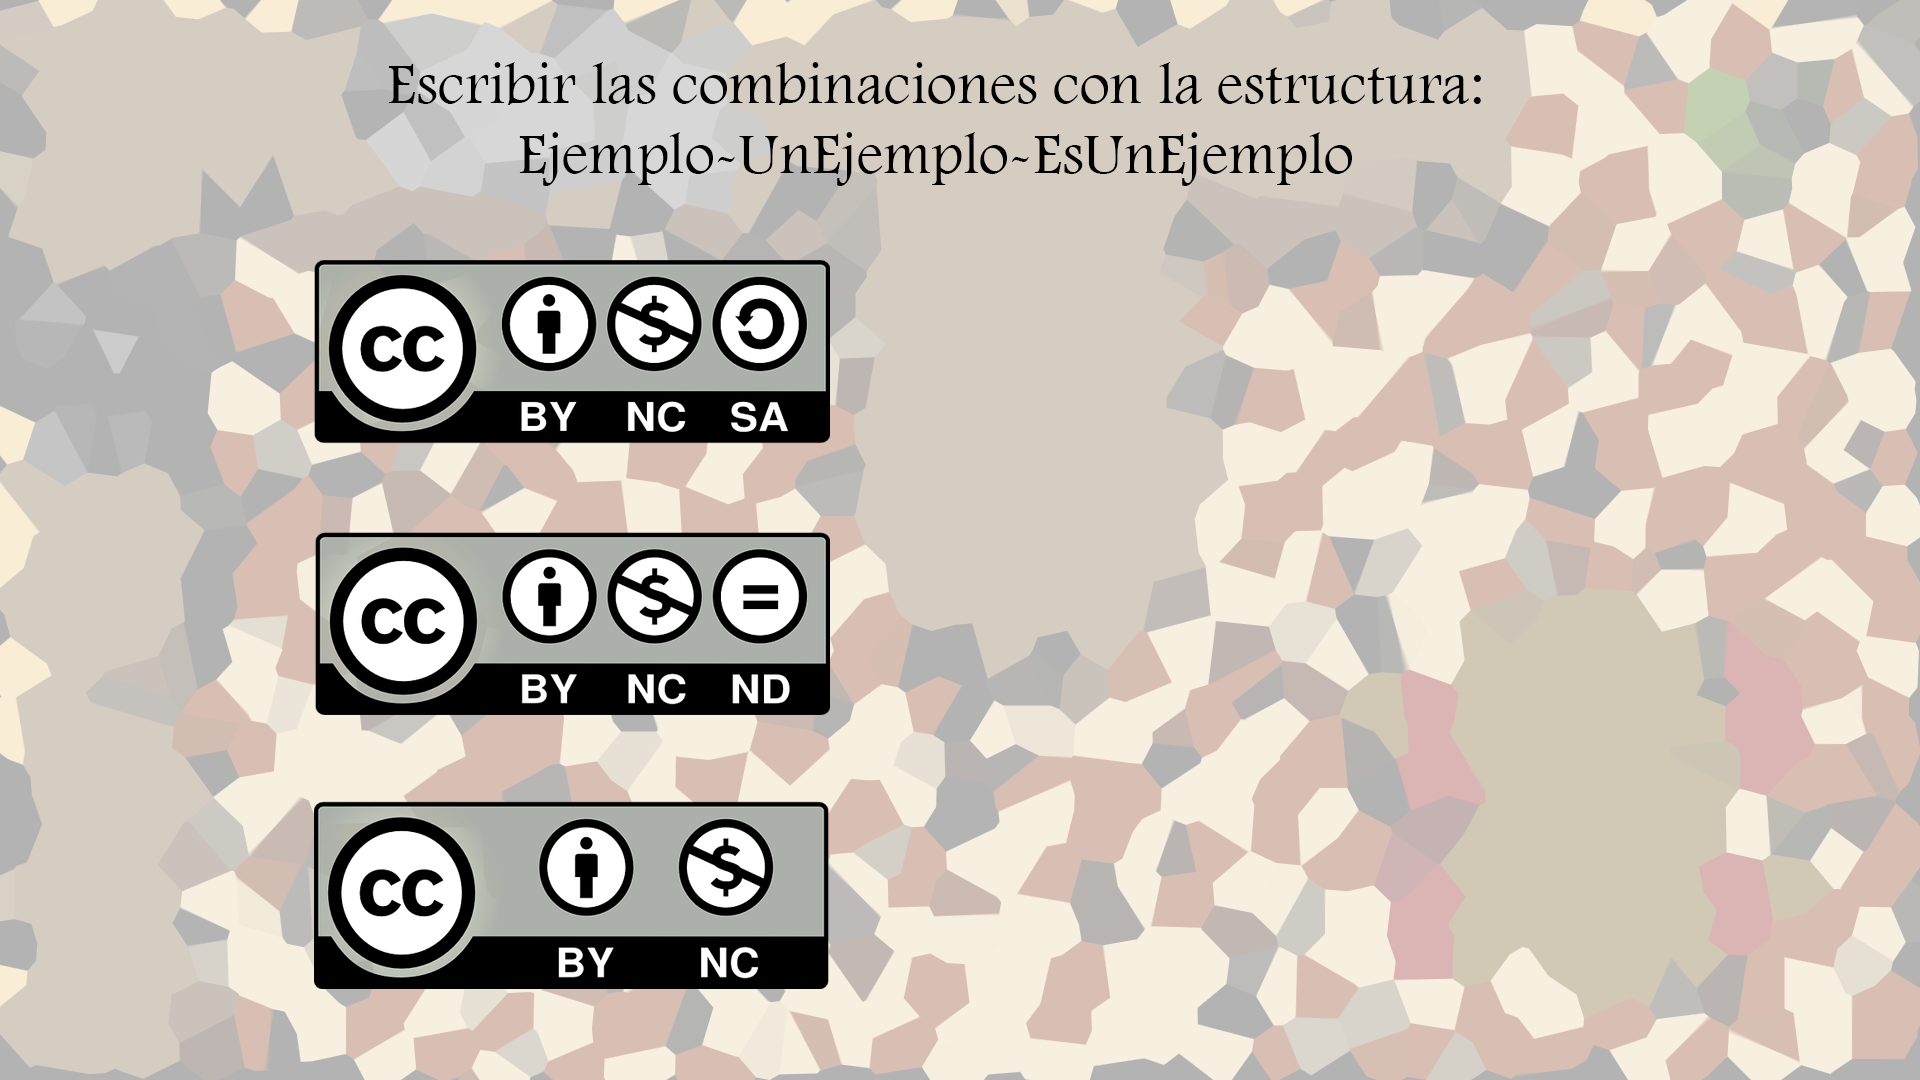 Escribir las combinaciones con la estructura:
Ejemplo-UnEjemplo-EsUnEjemplo
cc
BY NC SA
cc
BY NC ND
cc
BY NC